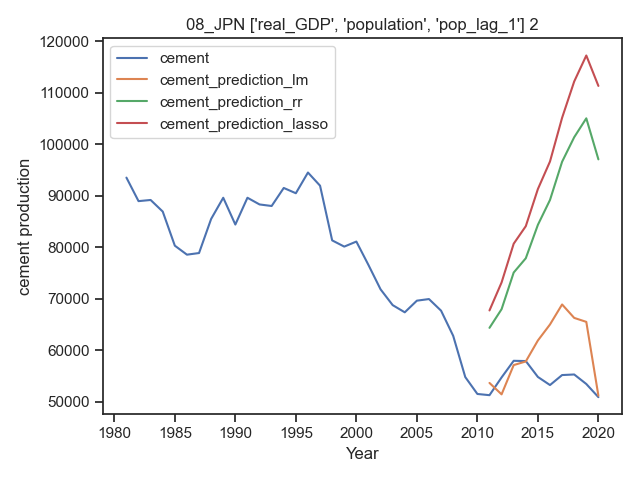 08_JPN ['real_GDP', 'population', 'pop_lag_1'] 2
cement
cement_prediction_lm
cement_prediction_rr
cement_prediction_lasso
120000
110000
100000
90000
80000
70000
60000
50000
cement production
1980
1985
1990
1995
2000
2005
2010
2015
2020
Year